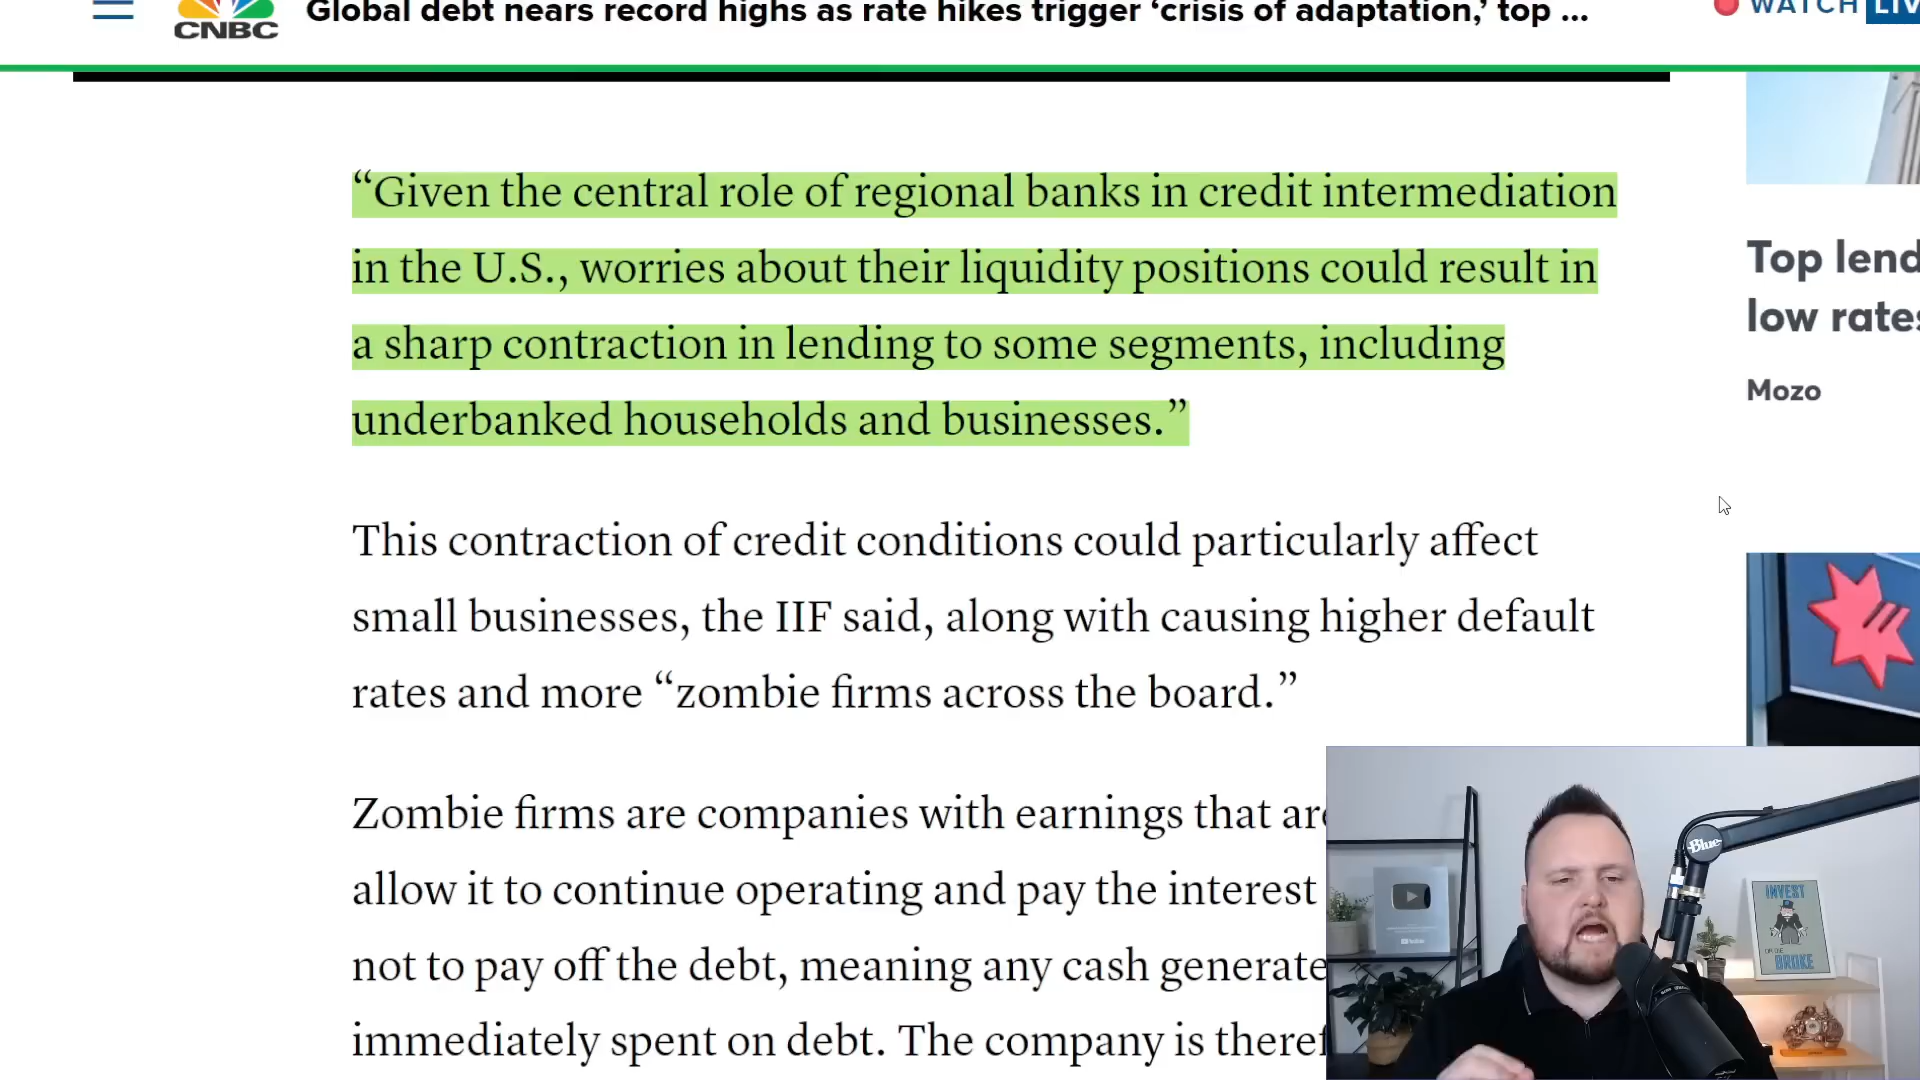 CNBC
Global debt nears record highs as rate hikes trigger ‘crisis of adaptation,’ top ...
WATCH LIV
“Given the central role of regional banks in credit intermediation
in the U.S., worries about their liquidity positions could result in
a sharp contraction in lending to some segments, including
underbanked households and businesses.”
This contraction of credit conditions could particularly affect
small businesses, the IIF said, along with causing higher default
rates and more “zombie firms across the board.”
Zombie firms are companies with earnings that are
allow it to continue operating and pay the interest
not to pay off the debt, meaning any cash generate
immediately spent on debt. The company is theref
Top lend
low rates
Mozo
Blue
INVEST
OR DIE
BROKE